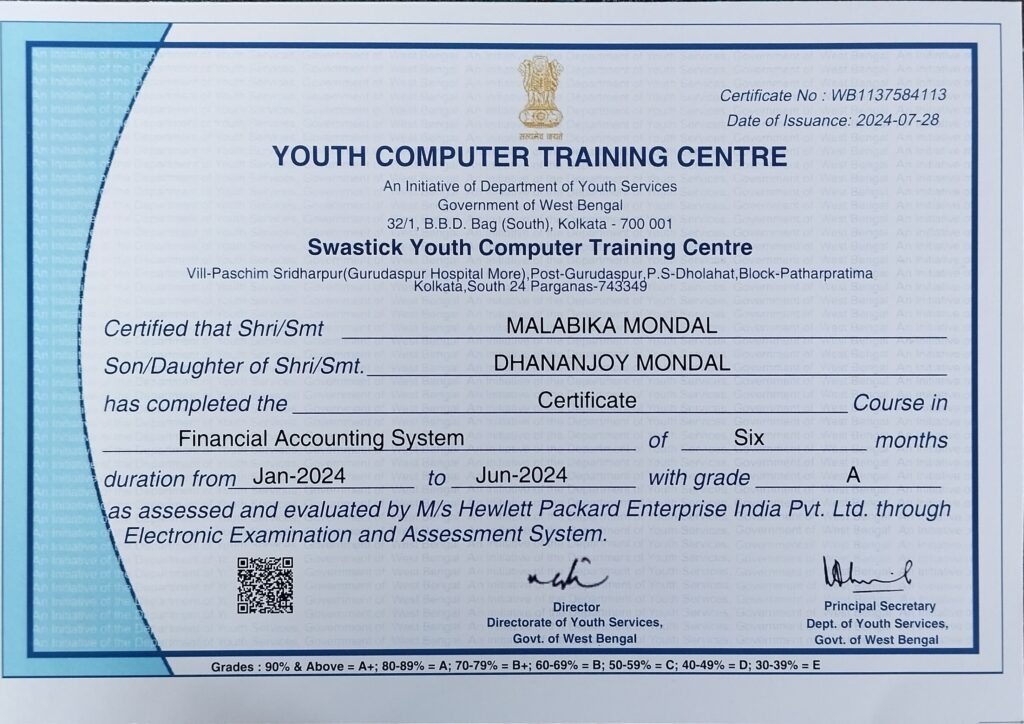 सत्यमेव जयते
Certificate No : WB1137584113
Date of Issuance: 2024-07-28
YOUTH COMPUTER TRAINING CENTRE
An Initiative of Department of Youth Services
Government of West Bengal
32/1, B.B.D. Bag (South), Kolkata - 700 001
Swastick Youth Computer Training Centre
Vill-Paschim Sridharpur(Gurudaspur Hospital More),Post-Gurudaspur,P.S-Dholahat,Block-Patharpratima
Kolkata,South 24 Parganas-743349
Certified that Shri/Smt MALABIKA MONDAL
Son/Daughter of Shri/Smt. DHANANJOY MONDAL
has completed the Certificate Course in
Financial Accounting System of Six months
duration from Jan-2024 to Jun-2024 with grade A
as assessed and evaluated by M/s Hewlett Packard Enterprise India Pvt. Ltd. through
Electronic Examination and Assessment System.
Director
Directorate of Youth Services,
Govt. of West Bengal
Principal Secretary
Dept. of Youth Services,
Govt. of West Bengal
Grades : 90% & Above = A+; 80-89% = A; 70-79% = B+; 60-69% = B; 50-59% = C; 40-49% = D; 30-39% = E